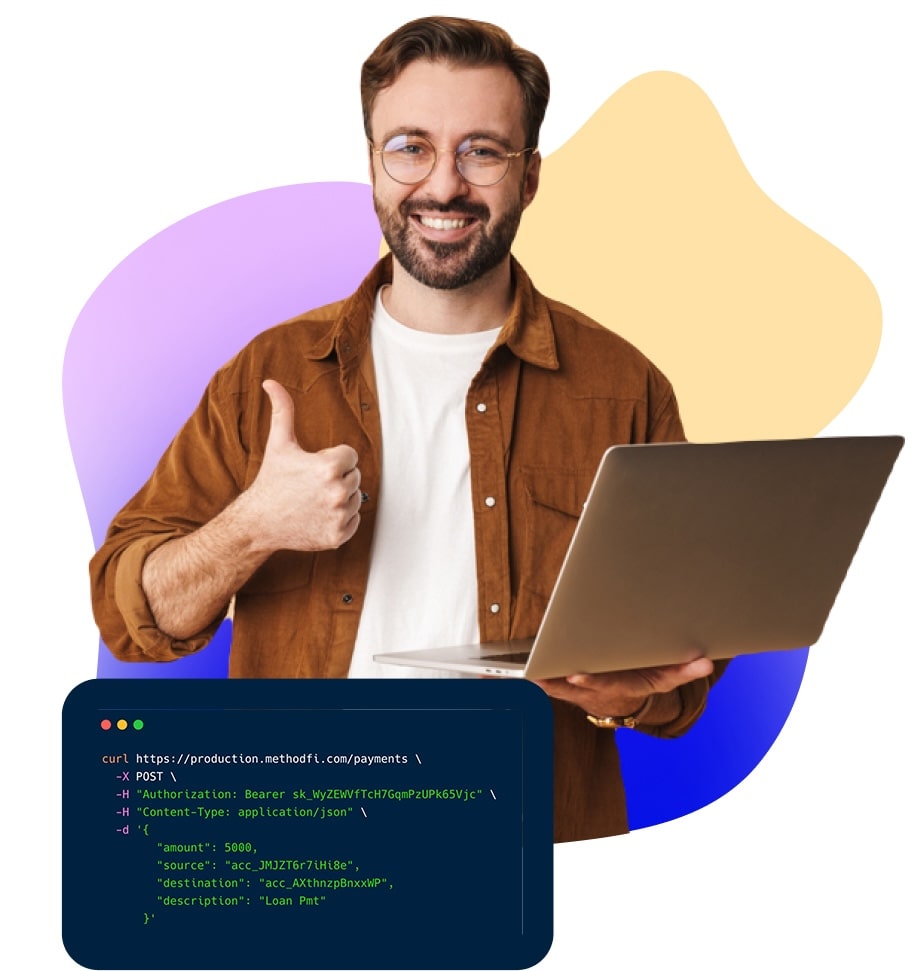 curl https://production.methodfi.com/payments \
-X POST \
-H "Authorization: Bearer sk_WyZEWVfTcH7GqmPzUPk65Vjc" \
-H "Content-Type: application/json" \
-d '{
"amount": 5000,
"source": "acc_JMJZT6r7iHi8e",
"destination": "acc_AXthnzpBnxxWP",
"description": "Loan Pmt"
}'